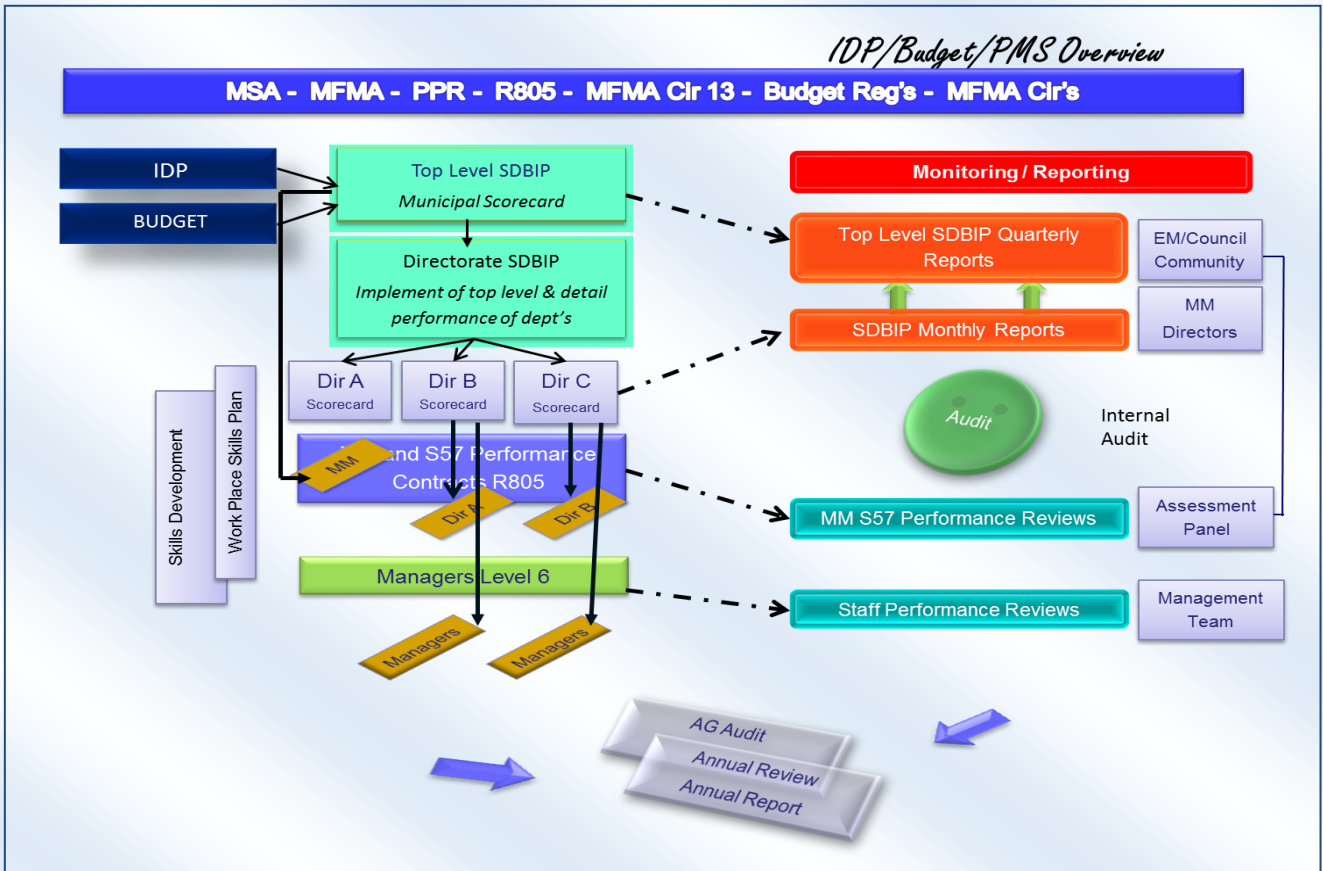 IDP/Budget/PMS Overview
MSA - MFMA - PPR - R805 - MFMA Cir 13 - Budget Reg's - MFMA Cir's
IDP
BUDGET
Top Level SDBIP
Municipal Scorecard
Directorate SDBIP
Implement of top level & detail
performance of dept's
Dir A
Scorecard
Dir B
Scorecard
Dir C
Scorecard
Skills Development
Work Place Skills Plan
and S57 Performance
Contracts R805
MM
Dir A
Dir B
Managers Level 6
Managers
Managers
Monitoring / Reporting
Top Level SDBIP Quarterly
Reports
EM/Council
Community
SDBIP Monthly Reports
MM
Directors
Audit
Internal
Audit
MM S57 Performance Reviews
Assessment
Panel
Staff Performance Reviews
Management
Team
AG Audit
Annual Review
Annual Report